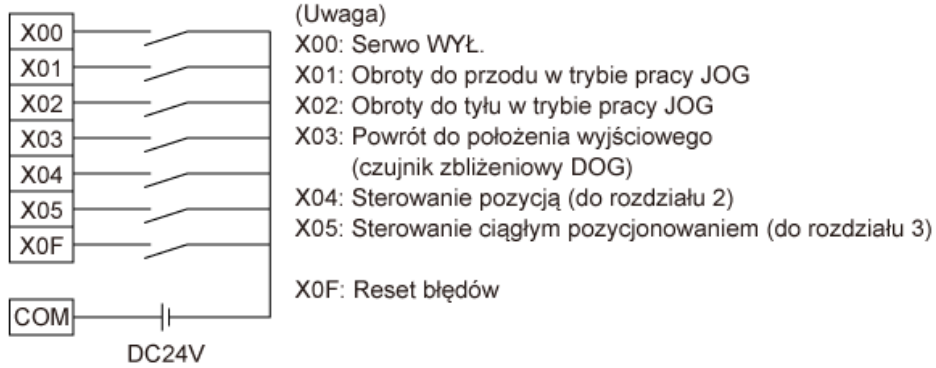 X00
X01
X02
X03
X04
X05
X0F
COM
DC24V
(Uwaga)
X00: Serwo WYŁ.
X01: Obroty do przodu w trybie pracy JOG
X02: Obroty do tyłu w trybie pracy JOG
X03: Powrót do położenia wyjściowego
(czujnik zbliżeniowy DOG)
X04: Sterowanie pozycją (do rozdziału 2)
X05: Sterowanie ciągłym pozycjonowaniem (do rozdziału 3)
X0F: Reset błędów